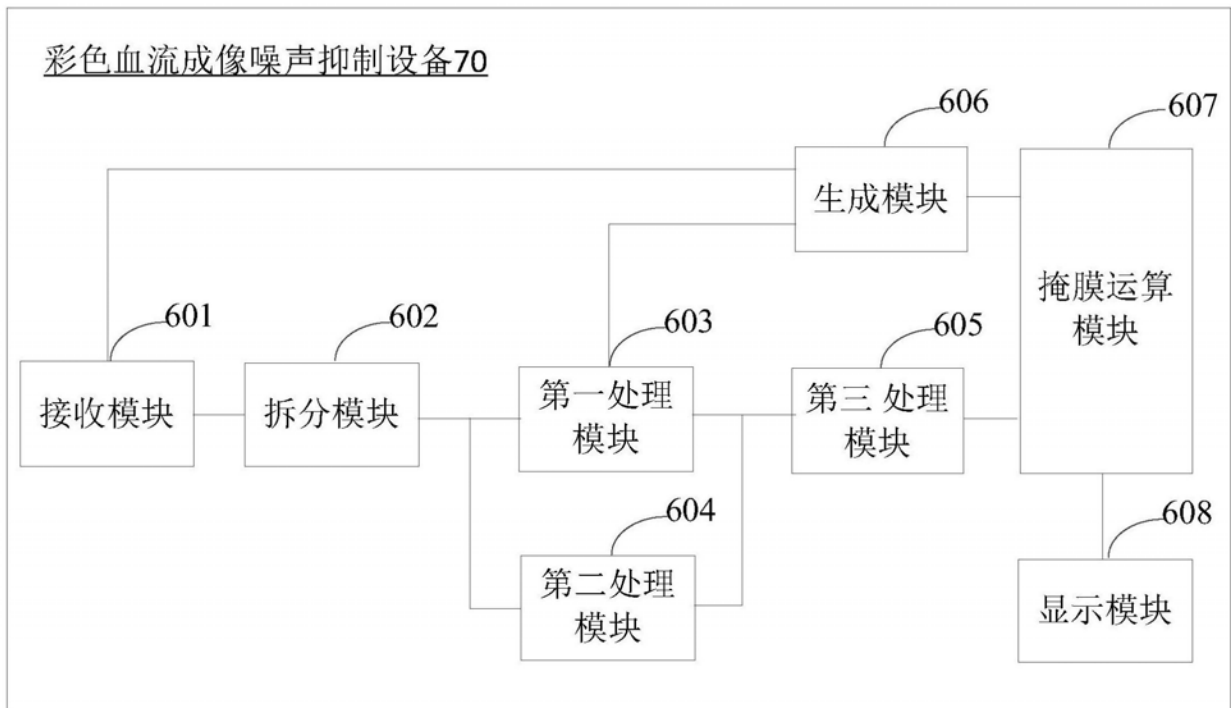 彩色血流成像噪声抑制设备70
606
607
生成模块
掩膜运算
模块
601
602
603
605
接收模块
拆分模块
第一处理
模块
第三 处理
模块
604
608
第二处理
模块
显示模块